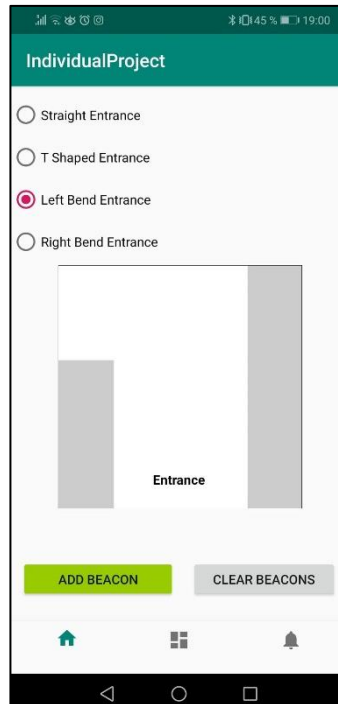 45 % 19:00
IndividualProject
Straight Entrance
T Shaped Entrance
Left Bend Entrance
Right Bend Entrance
Entrance
ADD BEACON CLEAR BEACONS